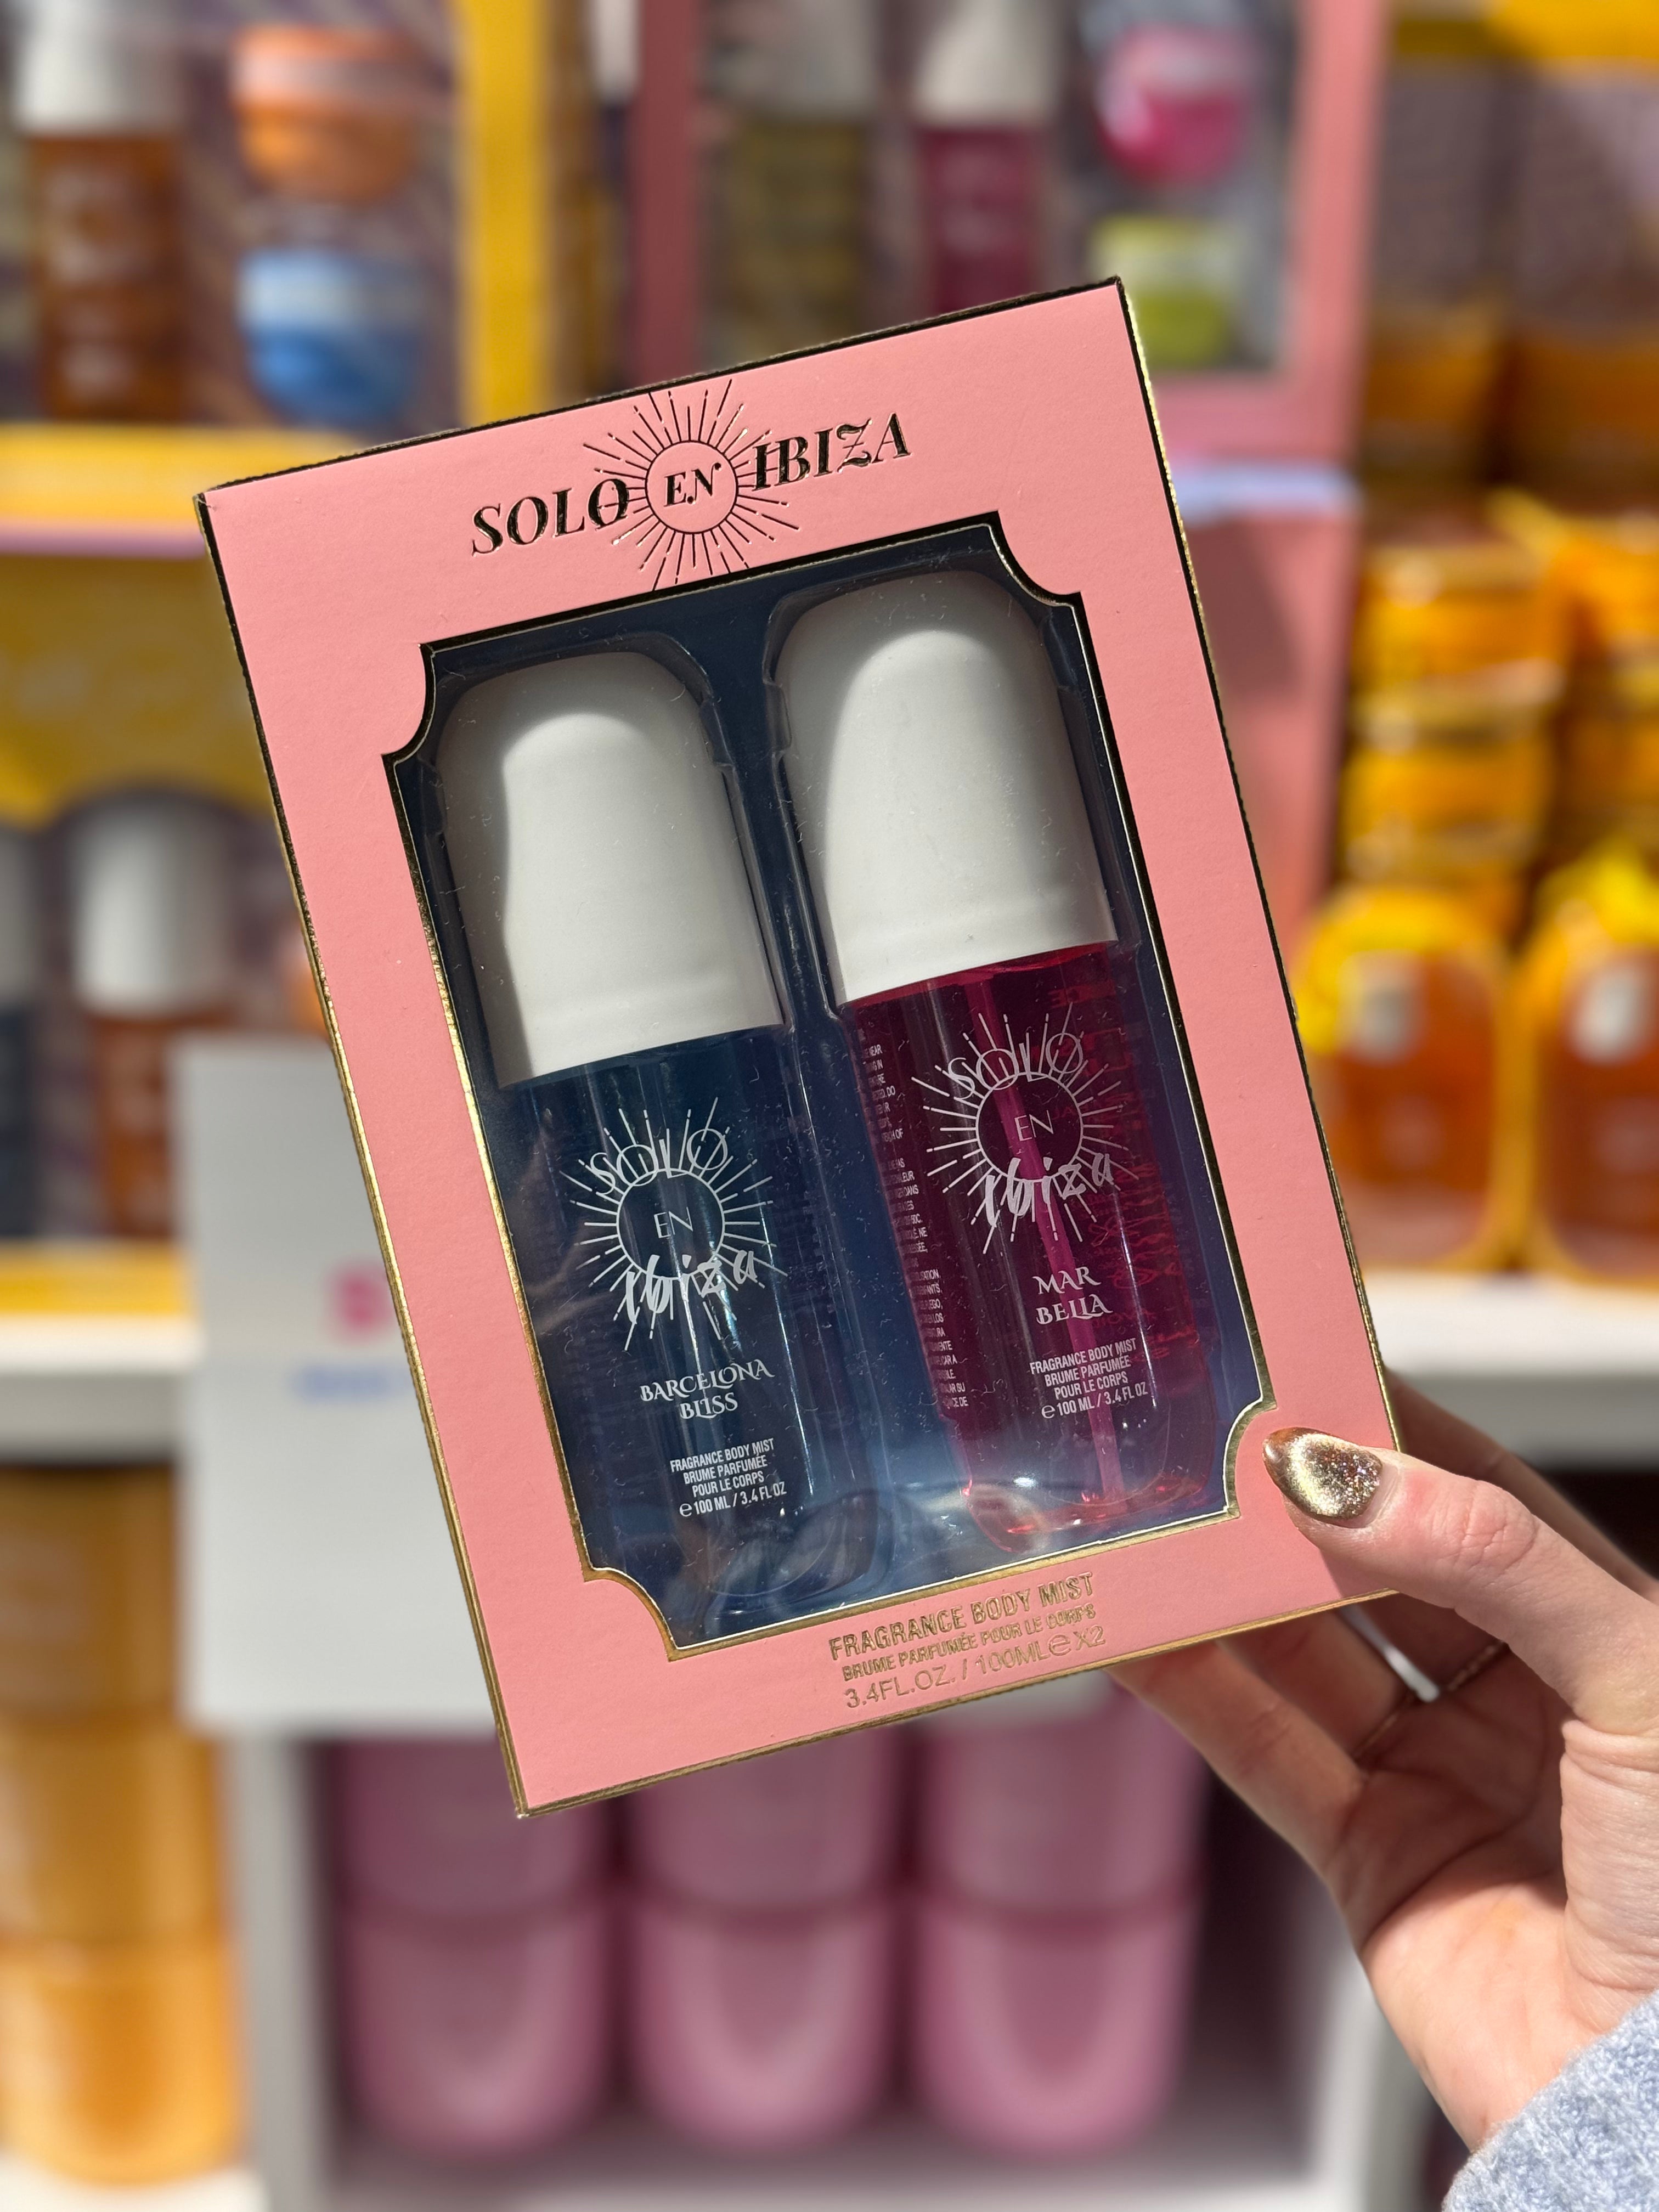 SOLO EN IBIZA
SOLO
EN
Ibiza
BARCELONA
BLISS
FRAGRANCE BODY MIST
BRUME PARFUMÉE
POUR LE CORPS
℮100 ML / 3.4 FL OZ
SOLO
EN
Ibiza
MAR
BELLA
FRAGRANCE BODY MIST
BRUME PARFUMÉE
POUR LE CORPS
℮100 ML / 3.4 FL OZ
FRAGRANCE BODY MIST
BRUME PARFUMÉE POUR LE CORPS
3.4FL.OZ. / 100ML℮X2